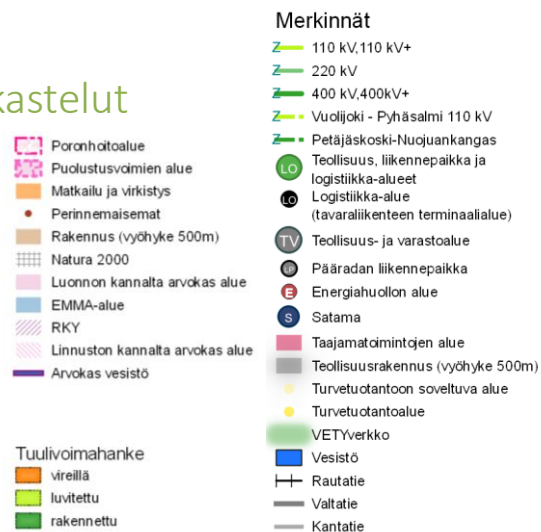 kastelut
Poronhoitoalue
Puolustusvoimien alue
Matkailu ja virkistys
Perinnemaisemat
Rakennus (vyöhyke 500m)
Natura 2000
Luonnon kannalta arvokas alue
EMMA-alue
RKY
Linnuston kannalta arvokas alue
Arvokas vesistö
Tuulivoimahanke
vireillä
luvitettu
rakennettu
Merkinnät
Z 110 kV,110 kV+
Z 220 kV
Z 400 kV,400kV+
Z Vuolijoki - Pyhäsalmi 110 kV
Z Petäjäskoski-Nuojuankangas
LO Teollisuus, liikennepaikka ja
logistiikka-alueet
LO Logistiikka-alue
(tavaraliikenteen terminaalialue)
TV Teollisuus- ja varastoalue
LP Pääradan liikennepaikka
E Energiahuollon alue
S Satama
Taajamatoimintojen alue
Teollisuusrakennus (vyöhyke 500m)
Turvetuotantoon soveltuva alue
Turvetuotantoalue
VETYverkko
Vesistö
Rautatie
Valtatie
Kantatie